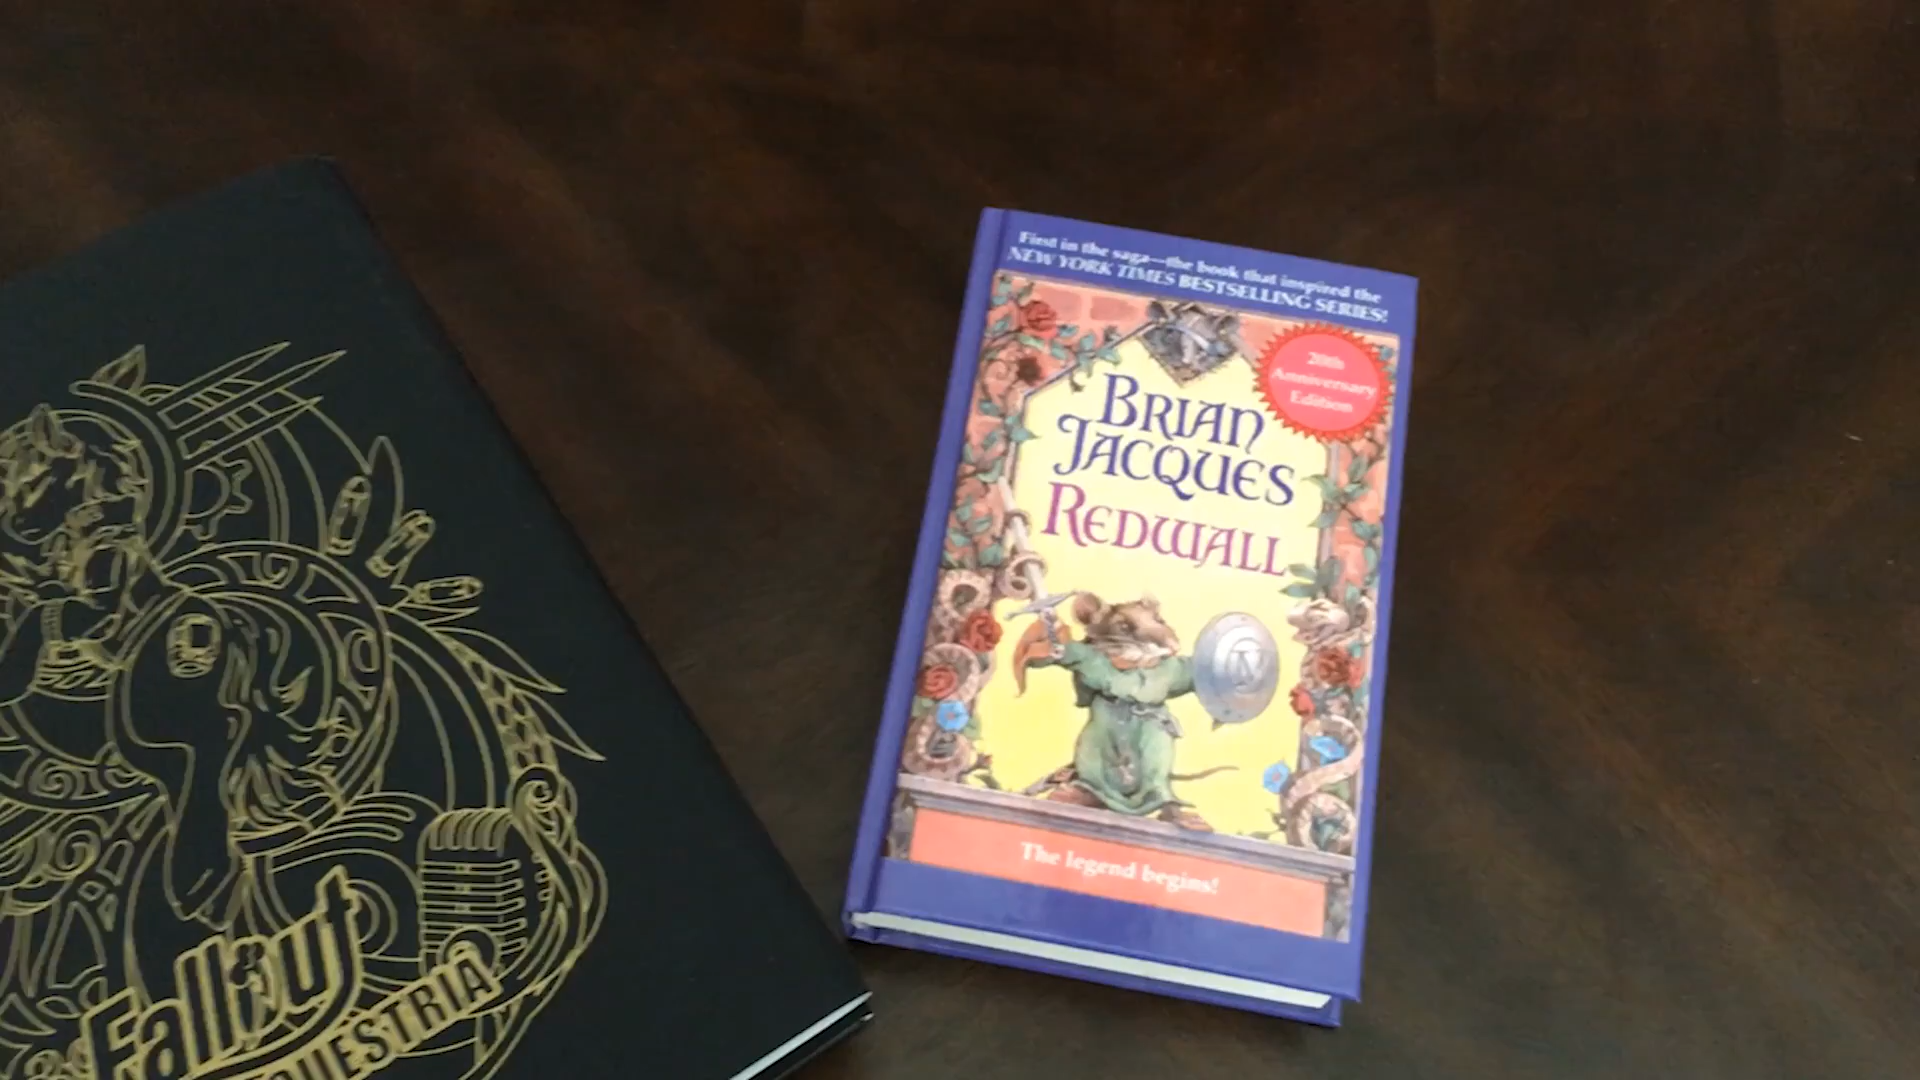 First in the saga—the book that inspired the
NEW YORK TIMES BESTSELLING SERIES!
20th
Anniversary
Edition
BRIAN
JACQUES
REDWALL
The legend begins!
Fallout
QUESTRIA